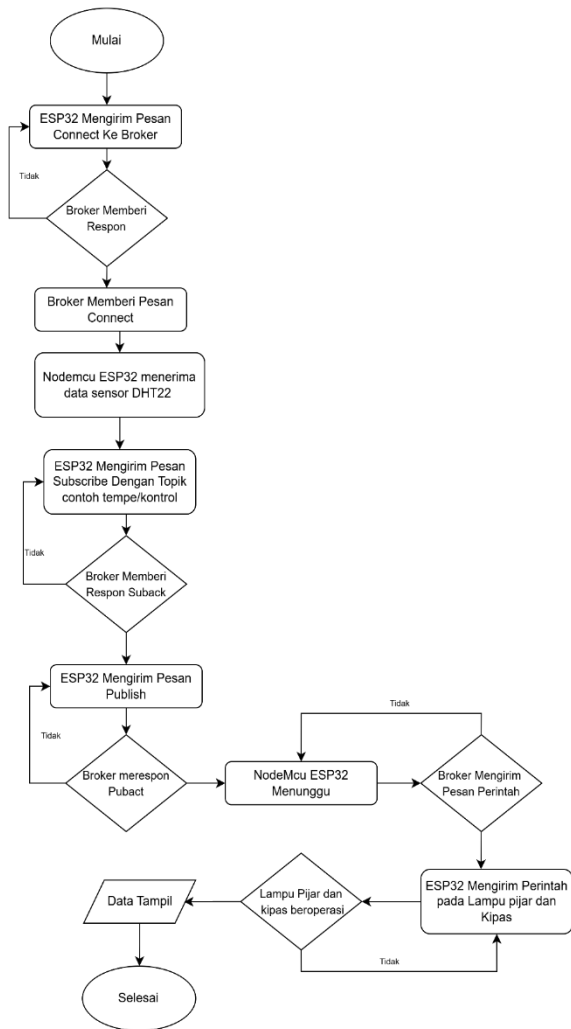 Mulai
ESP32 Mengirim Pesan
Connect Ke Broker
Tidak
Broker Memberi
Respon
Broker Memberi Pesan
Connect
Nodemcu ESP32 menerima
data sensor DHT22
ESP32 Mengirim Pesan
Subscribe Dengan Topik
contoh tempe/kontrol
Tidak
Broker Memberi
Respon Suback
ESP32 Mengirim Pesan
Publish
Tidak
Broker merespon
Pubact
NodeMcu ESP32
Menunggu
Tidak
Broker Mengirim
Pesan Perintah
ESP32 Mengirim Perintah
pada Lampu pijar dan
Kipas
Lampu Pijar dan
kipas beroperasi
Tidak
Data Tampil
Selesai